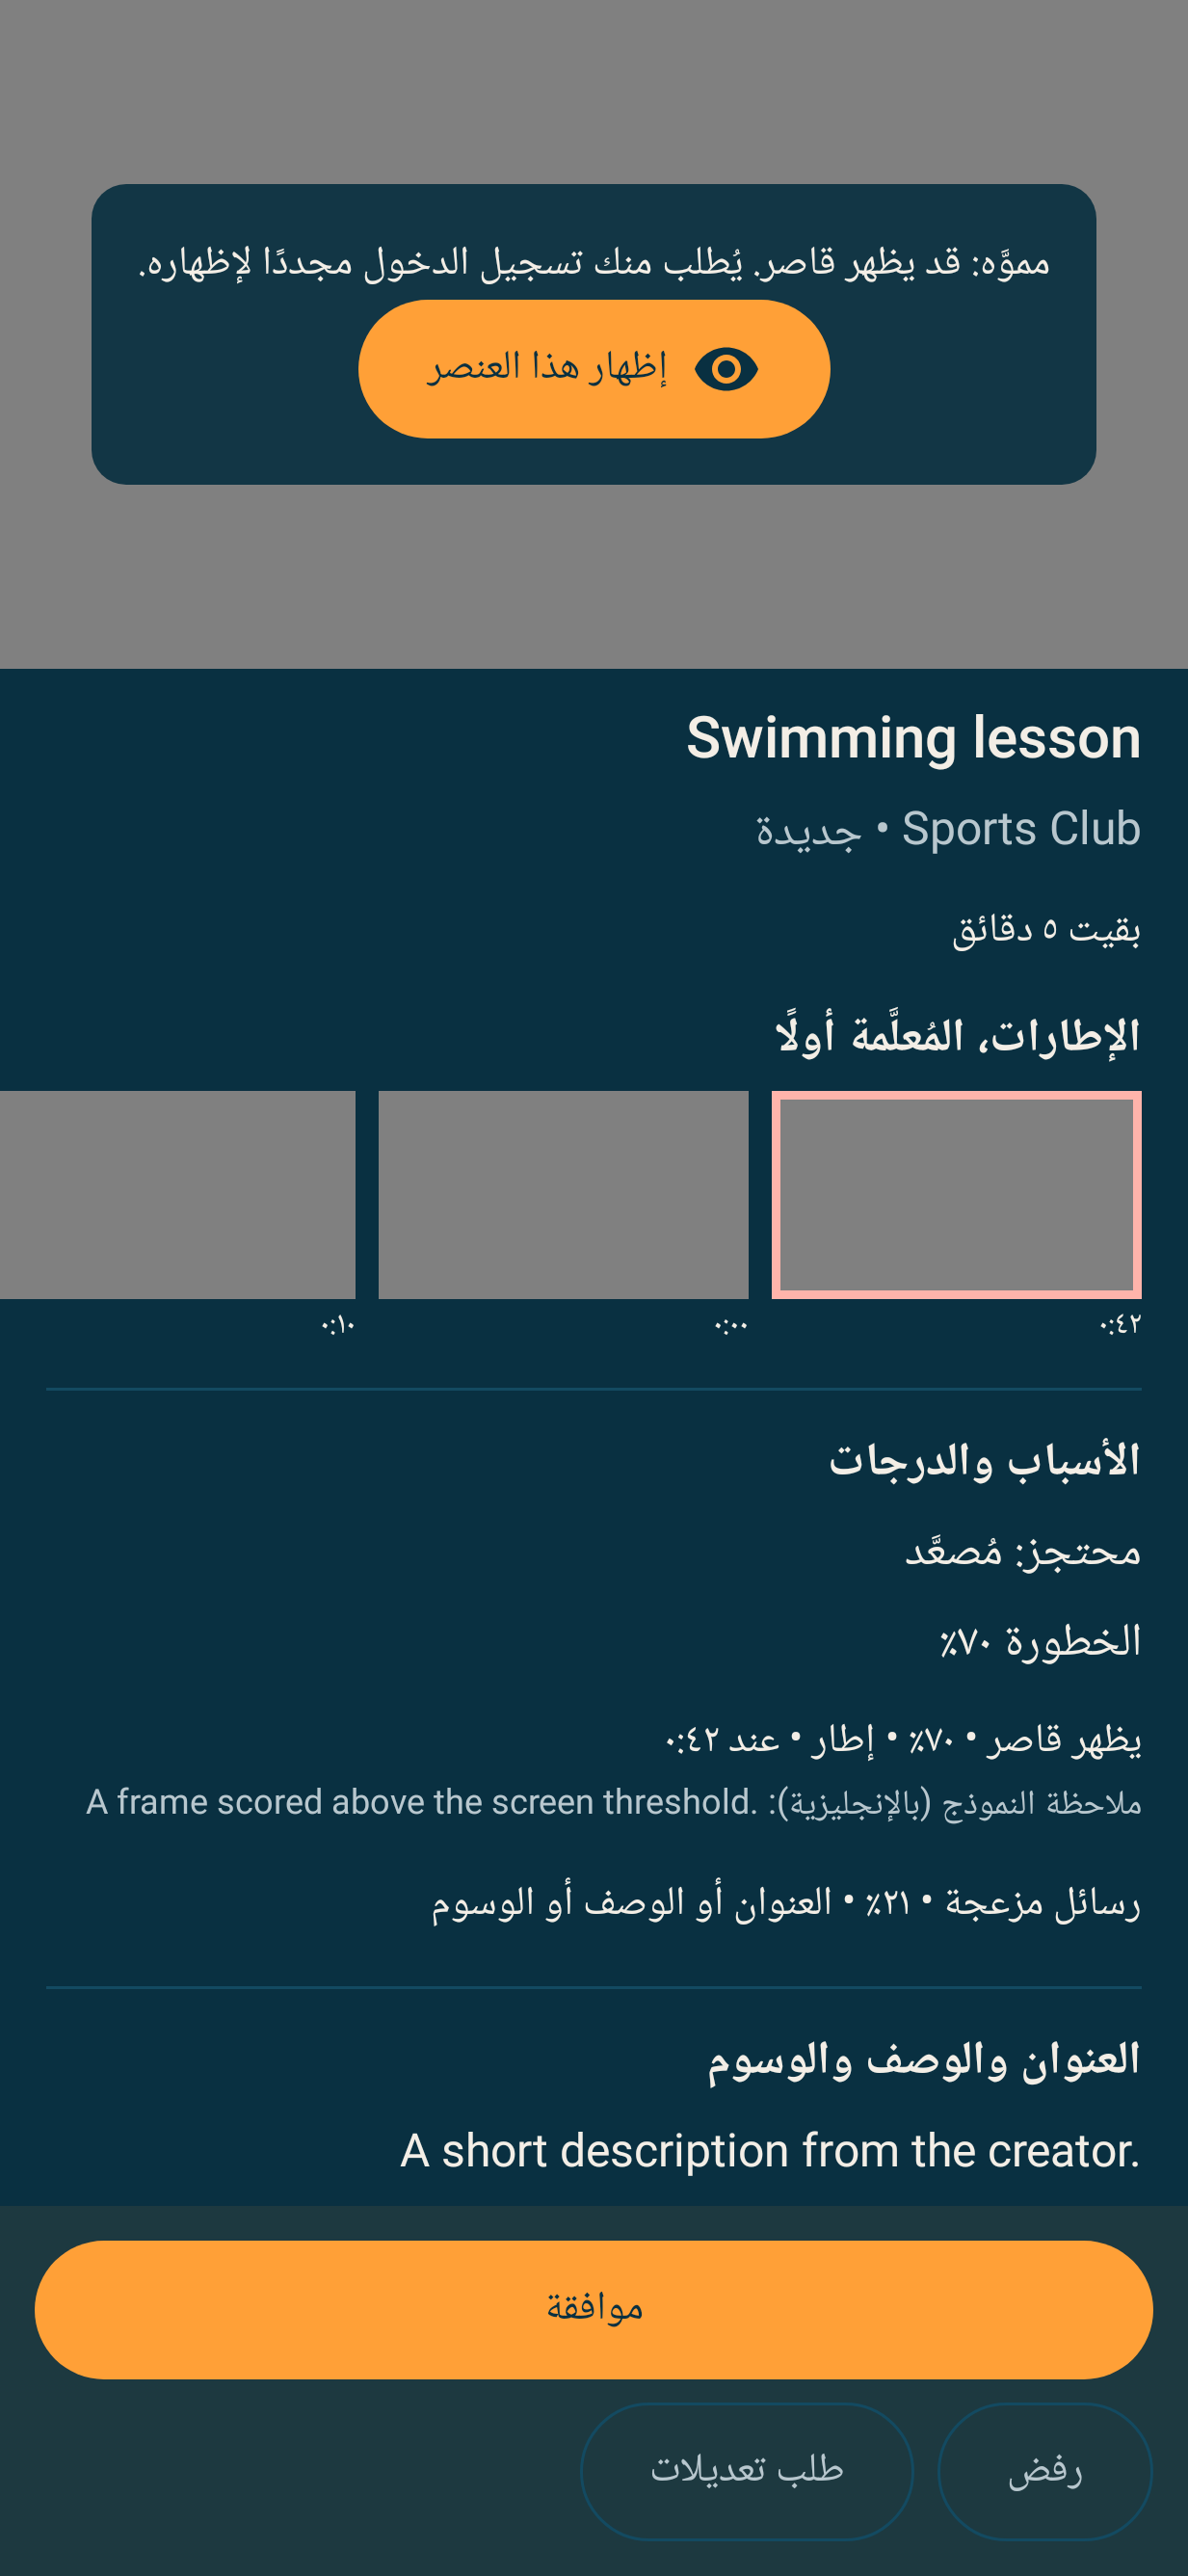 مموَّه: قد يظهر قاصر. يُطلب منك تسجيل الدخول مجددًا لإظهاره.
إظهار هذا العنصر
Swimming lesson
Sports Club • جديدة
بقيت ٥ دقائق
الإطارات، المُعلَّمة أولًا
٠:٤٢
٠:٠٠
٠:١٠
الأسباب والدرجات
محتجز: مُصعَّد
الخطورة ٧٠٪
يظهر قاصر • ٧٠٪ • إطار • عند ٠:٤٢
ملاحظة النموذج (بالإنجليزية): A frame scored above the screen threshold.
رسائل مزعجة • ٢١٪ • العنوان أو الوصف أو الوسوم
العنوان والوصف والوسوم
A short description from the creator.
موافقة
رفض
طلب تعديلات